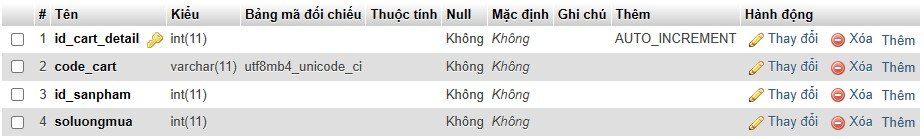 # Tên Kiểu Bảng mã đối chiếu Thuộc tính Null Mặc định Ghi chú Thêm Hành động
1 id_cart_detail int(11) Không Không AUTO_INCREMENT Thay đổi Xóa Thêm
2 code_cart varchar(11) utf8mb4_unicode_ci Không Không Thay đổi Xóa Thêm
3 id_sanpham int(11) Không Không Thay đổi Xóa Thêm
4 soluongmua int(11) Không Không Thay đổi Xóa Thêm